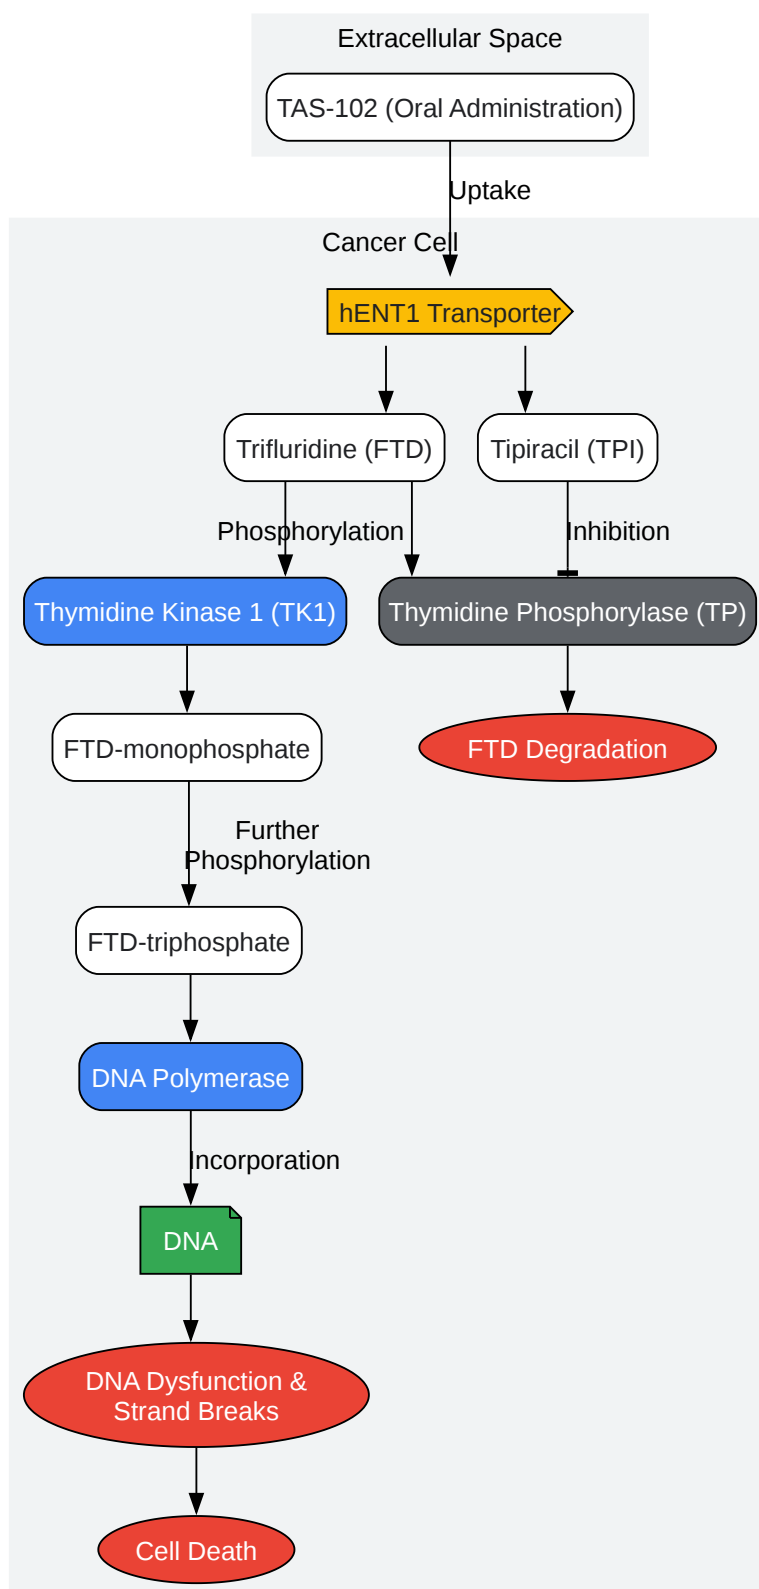 Extracellular Space
TAS-102 (Oral Administration)
Uptake
Cancer Cell
hENT1 Transporter
Trifluridine (FTD)
Tipiracil (TPI)
Phosphorylation
Inhibition
Thymidine Kinase 1 (TK1)
Thymidine Phosphorylase (TP)
FTD-monophosphate
FTD Degradation
Further
Phosphorylation
FTD-triphosphate
DNA Polymerase
Incorporation
DNA
DNA Dysfunction &
Strand Breaks
Cell Death